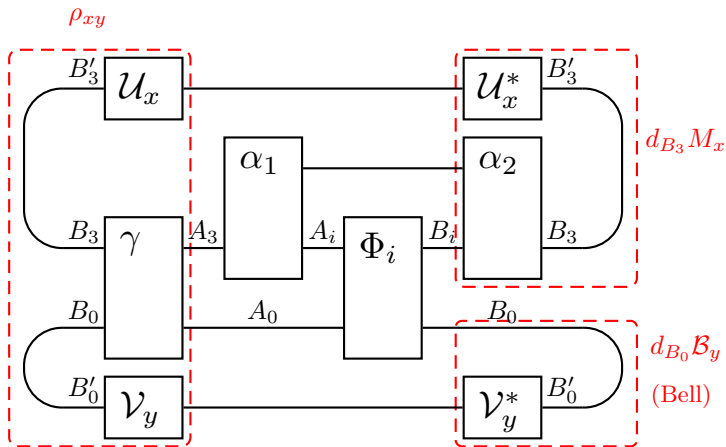 ρ_{xy}
B′_3 𝒰_x 𝒰*_x B′_3
α_1 α_2
d_{B_3} M_x
B_3 γ A_3 A_i Φ_i B_i B_3
B_0 A_0 B_0
d_{B_0} ℬ_y
B′_0 𝒱_y 𝒱*_y B′_0
(Bell)